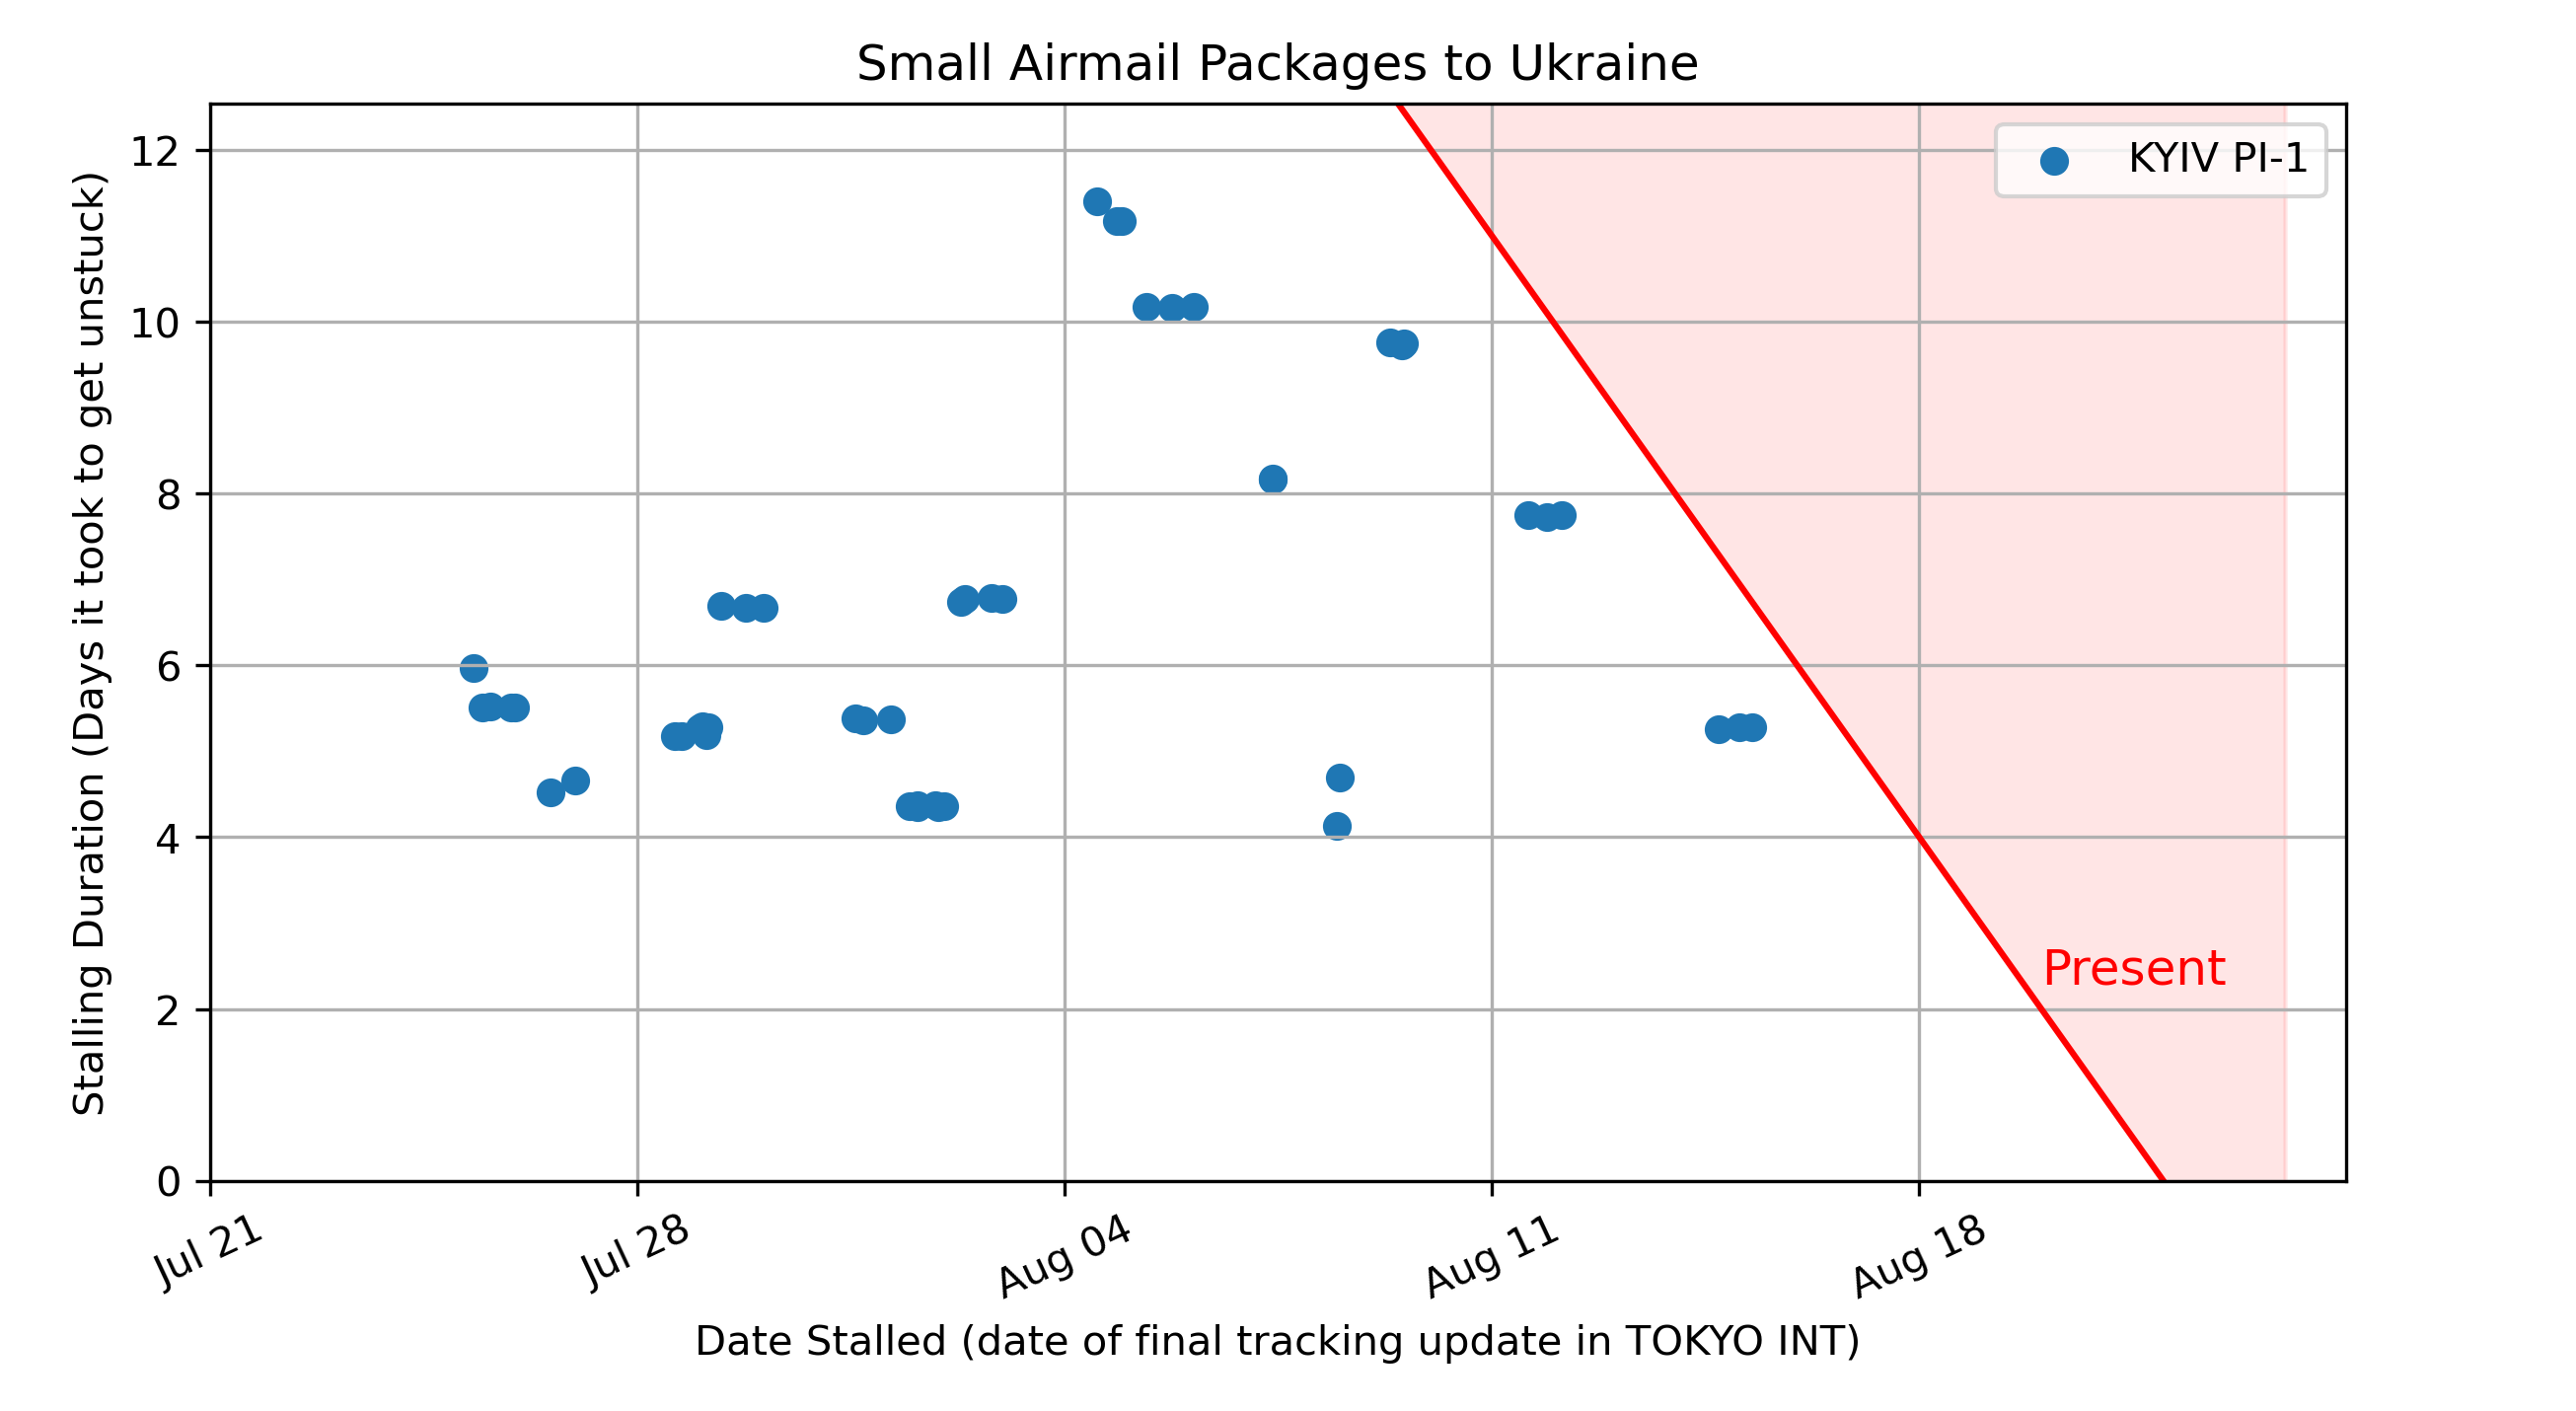 Small Airmail Packages to Ukraine
Stalling Duration (Days it took to get unstuck)
12
10
8
6
4
2
0
KYIV PI-1
Present
Jul 21
Jul 28
Aug 04
Aug 11
Aug 18
Date Stalled (date of final tracking update in TOKYO INT)